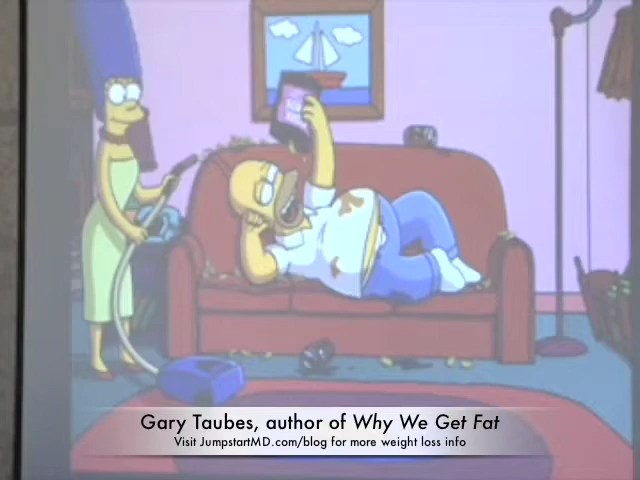 Gary Taubes, author of Why We Get Fat
Visit JumpstartMD.com/blog for more weight loss info